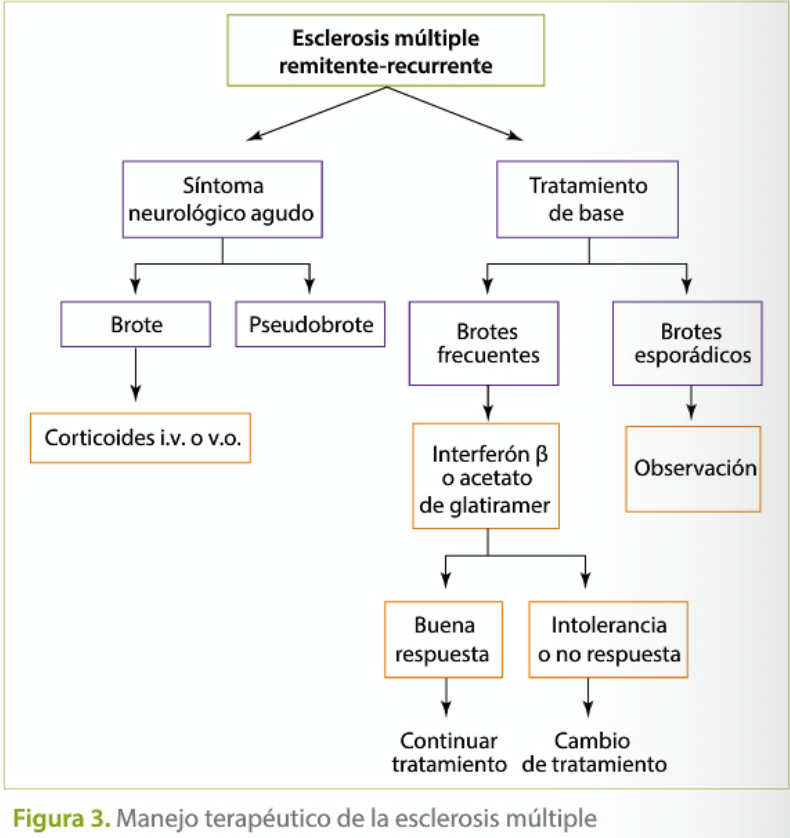 Esclerosis múltiple
remitente-recurrente
Síntoma
neurológico agudo
Tratamiento
de base
Brote
Pseudobrote
Brotes
frecuentes
Brotes
esporádicos
Corticoides i.v. o v.o.
Interferón β
o acetato
de glatiramer
Observación
Buena
respuesta
Intolerancia
o no respuesta
Continuar
tratamiento
Cambio
de tratamiento
Figura 3. Manejo terapéutico de la esclerosis múltiple